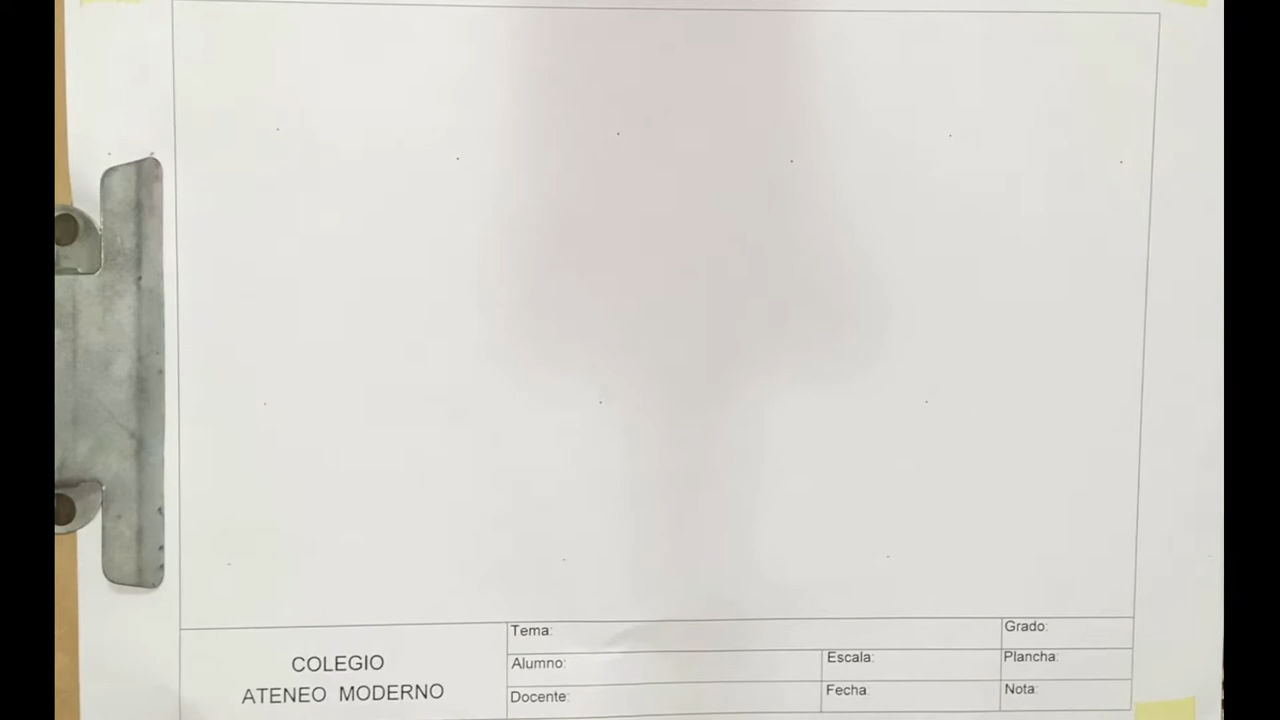 COLEGIO
ATENEO MODERNO
Tema:
Grado:
Alumno:
Escala:
Plancha:
Docente:
Fecha:
Nota: